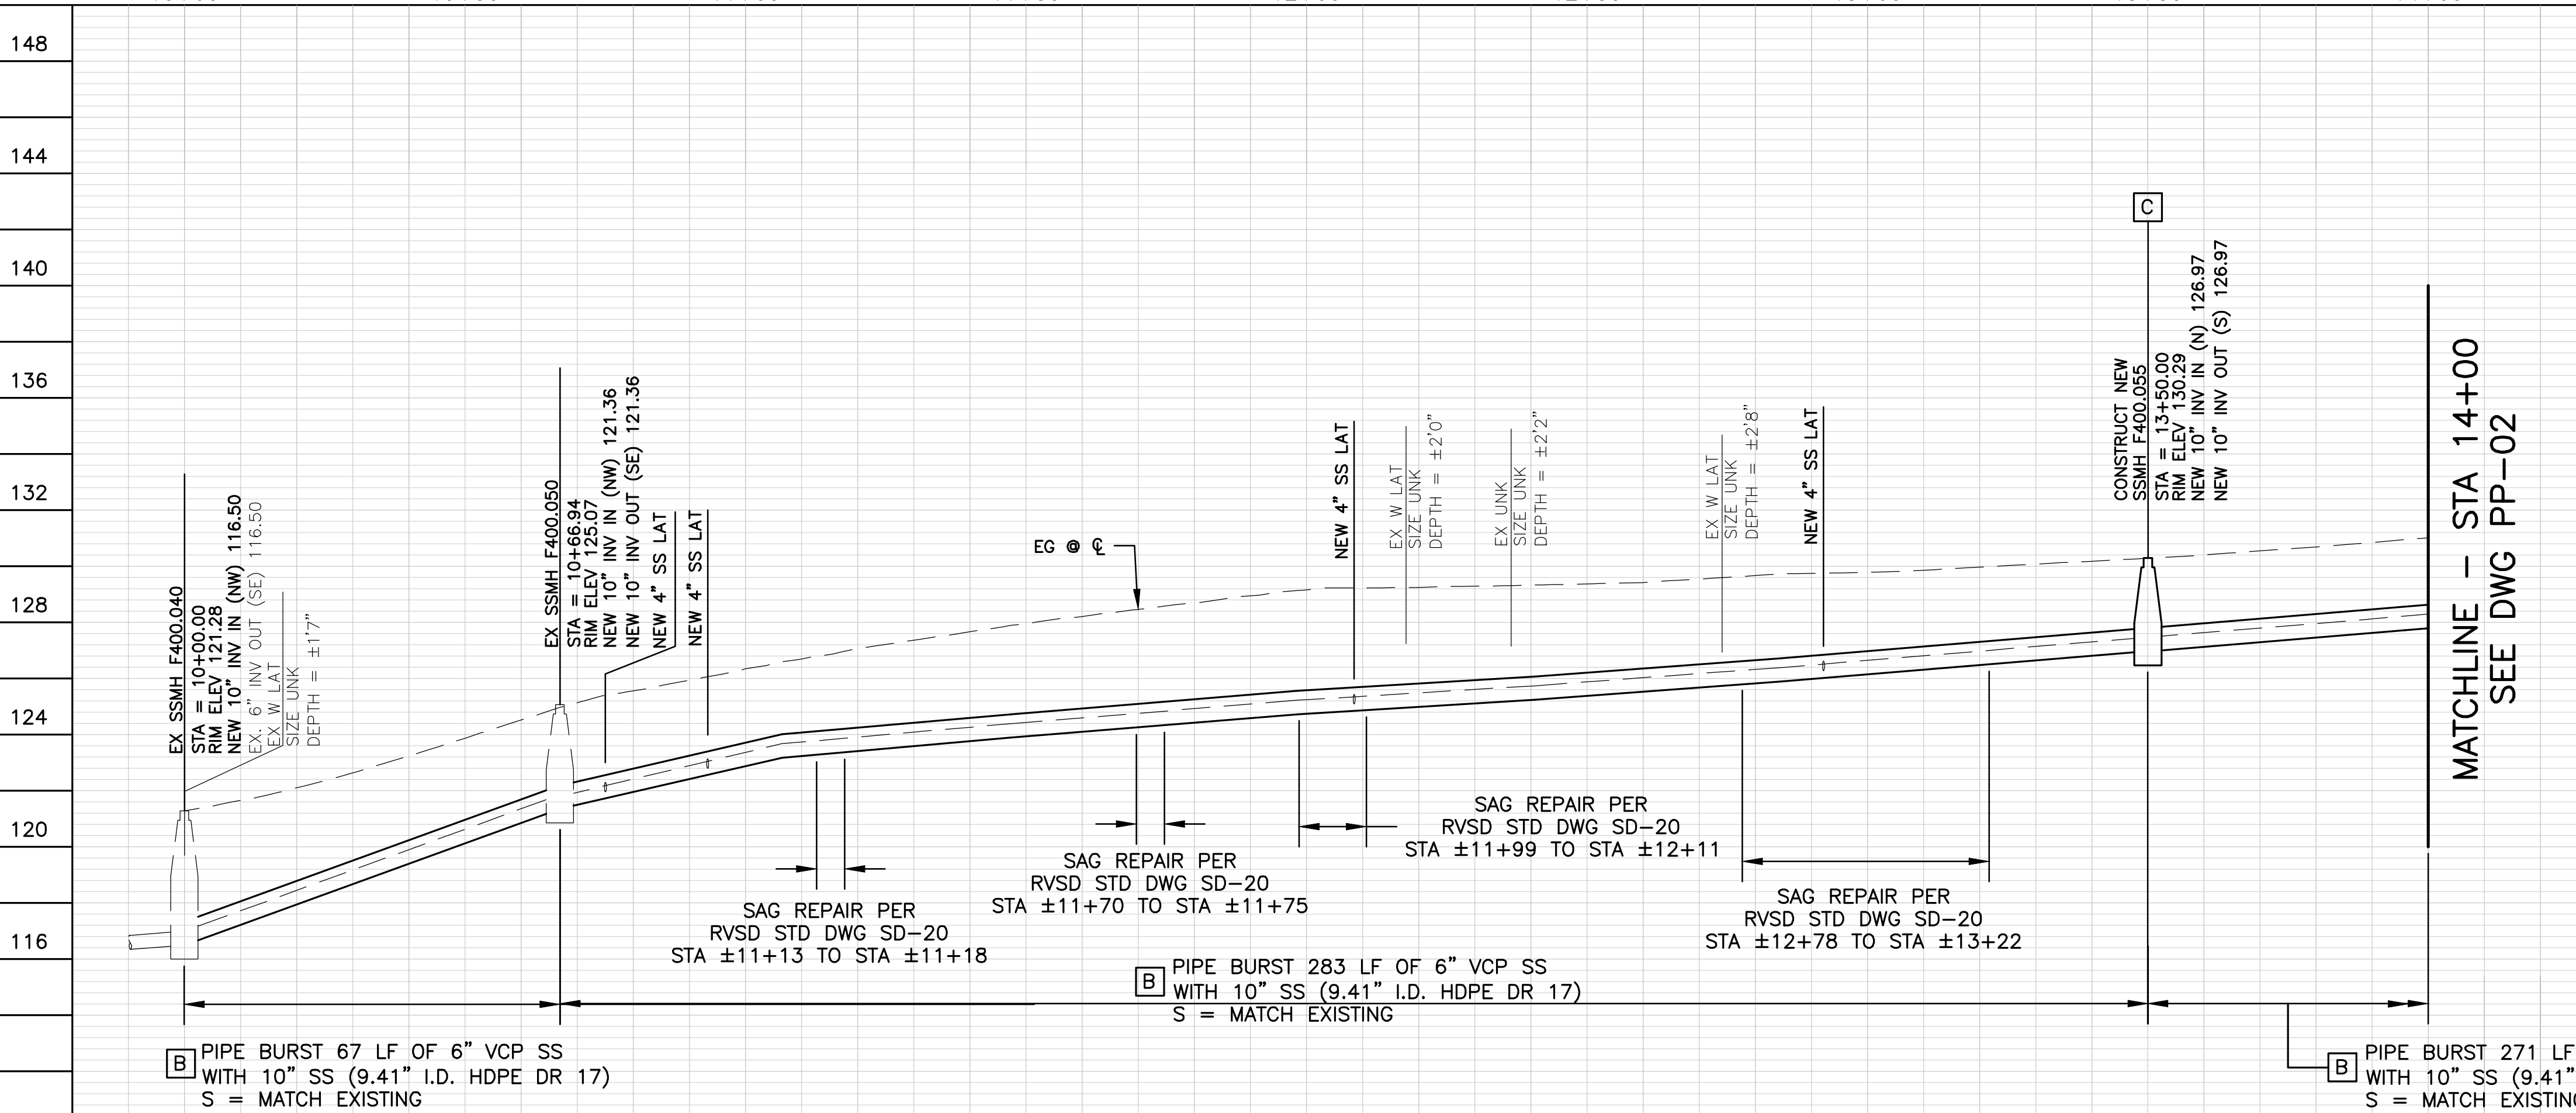 148
144
140
136
132
128
124
120
116
EX SSMH F400.040
STA = 10+00.00
RIM ELEV 121.28
NEW 10" INV IN (NW) 116.50
EX. 6" INV OUT (SE) 116.50
EX W LAT
SIZE UNK
DEPTH = ±1'7"
EX SSMH F400.050
STA = 10+66.94
RIM ELEV 125.07
NEW 10" INV IN (NW) 121.36
NEW 10" INV OUT (SE) 121.36
NEW 4" SS LAT
NEW 4" SS LAT
EG @ ℄
NEW 4" SS LAT
EX W LAT
SIZE UNK
DEPTH = ±2'0"
EX UNK
SIZE UNK
DEPTH = ±2'2"
EX W LAT
SIZE UNK
DEPTH = ±2'8"
NEW 4" SS LAT
C
CONSTRUCT NEW
SSMH F400.055
STA = 13+50.00
RIM ELEV 130.29
NEW 10" INV IN (N) 126.97
NEW 10" INV OUT (S) 126.97
MATCHLINE - STA 14+00
SEE DWG PP-02
SAG REPAIR PER
RVSD STD DWG SD-20
STA ±11+13 TO STA ±11+18
SAG REPAIR PER
RVSD STD DWG SD-20
STA ±11+70 TO STA ±11+75
SAG REPAIR PER
RVSD STD DWG SD-20
STA ±11+99 TO STA ±12+11
SAG REPAIR PER
RVSD STD DWG SD-20
STA ±12+78 TO STA ±13+22
B PIPE BURST 283 LF OF 6" VCP SS
WITH 10" SS (9.41" I.D. HDPE DR 17)
S = MATCH EXISTING
B PIPE BURST 67 LF OF 6" VCP SS
WITH 10" SS (9.41" I.D. HDPE DR 17)
S = MATCH EXISTING
B PIPE BURST 271 LF
WITH 10" SS (9.41"
S = MATCH EXISTING